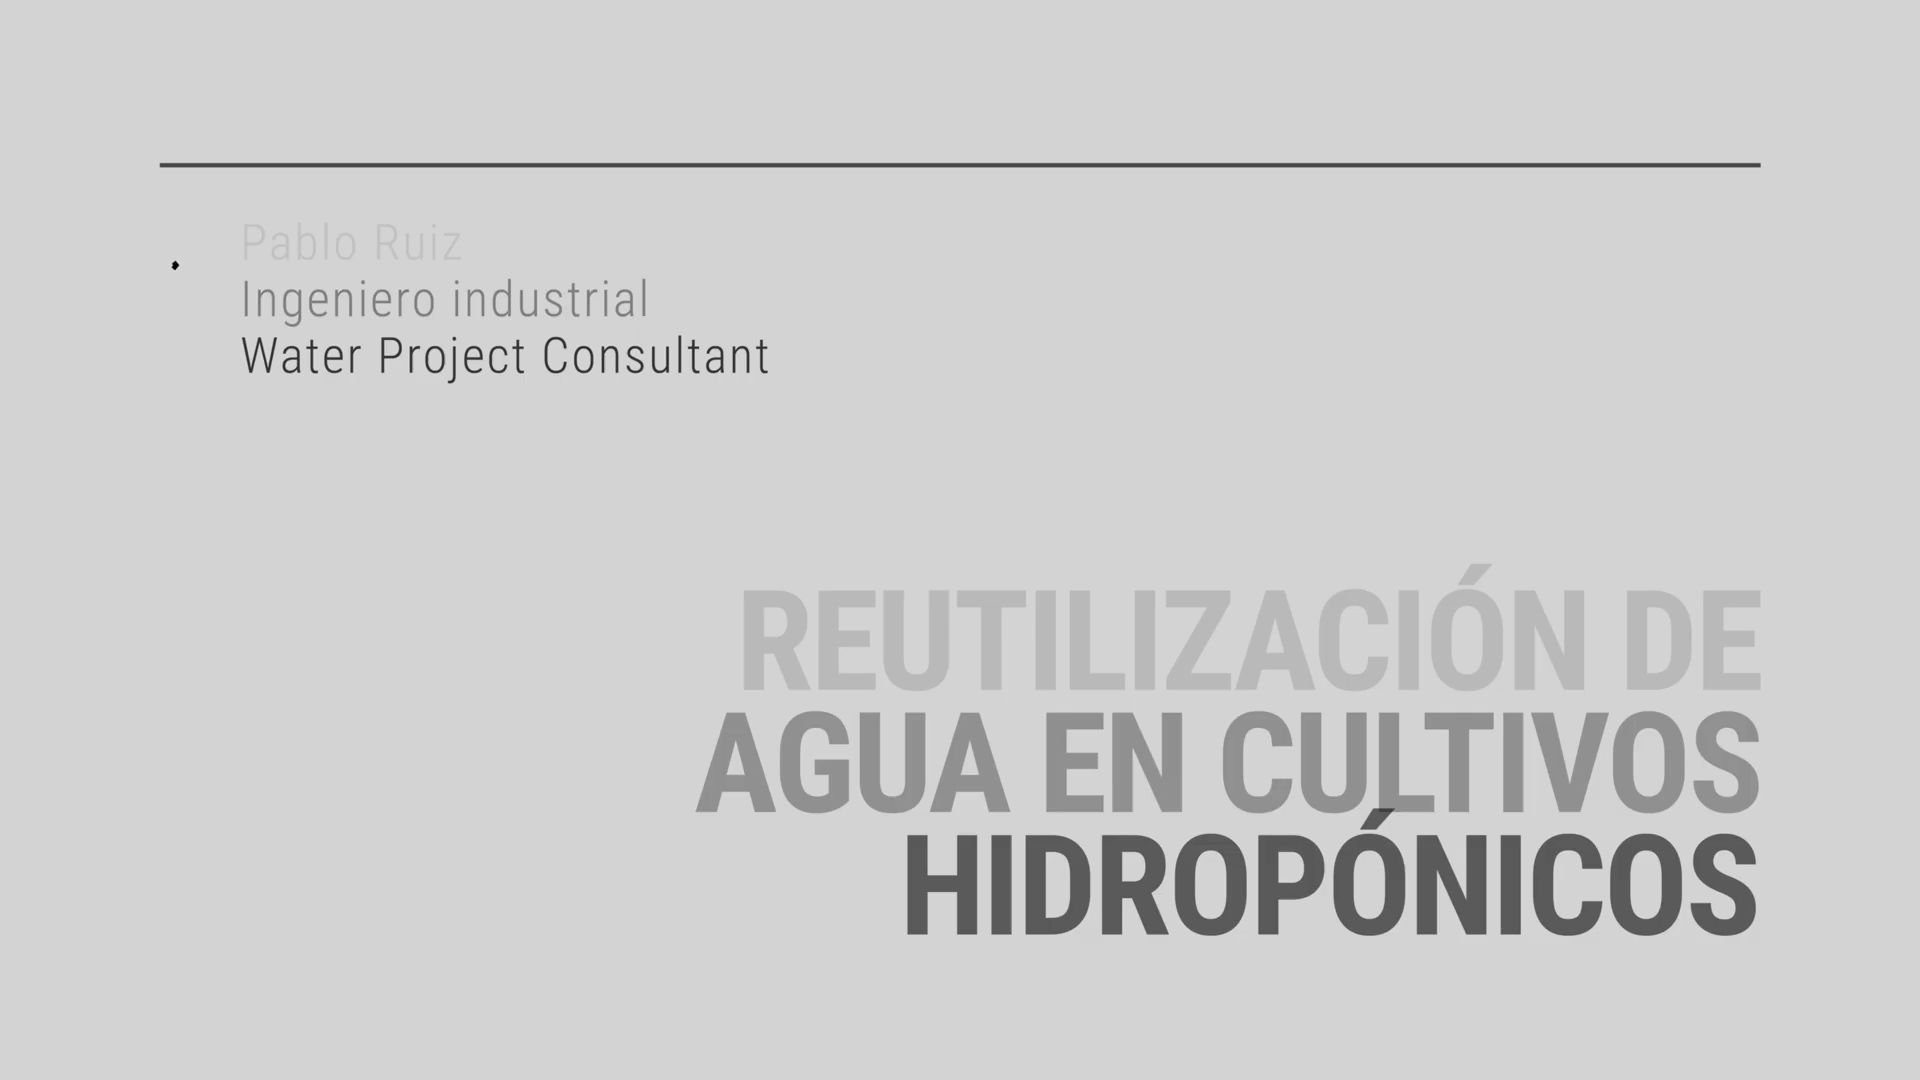 Pablo Ruiz
Ingeniero industrial
Water Project Consultant
REUTILIZACIÓN DE
AGUA EN CULTIVOS
HIDROPÓNICOS